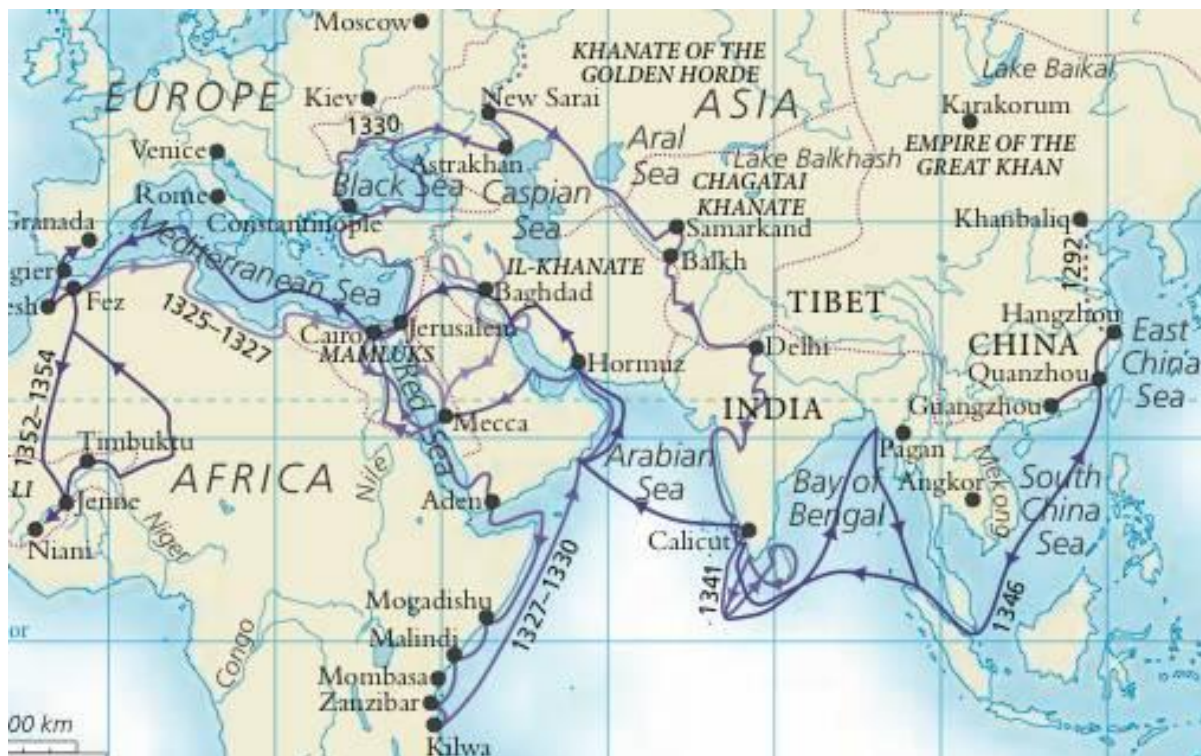 Moscow
KHANATE OF THE
GOLDEN HORDE
Lake Baikal
EUROPE
Kiev
New Sarai
ASIA
Karakorum
1330
Aral
Sea
EMPIRE OF THE
GREAT KHAN
Venice
Astrakhan
Lake Balkhash
Rome
Black Sea
Caspian
Sea
CHAGATAI
KHANATE
Granada
Constantinople
Samarkand
Khanbaliq
Mediterranean Sea
IL-KHANATE
Balkh
1292
gier
Fez
esh
Baghdad
TIBET
Hangzhou
1325–1327
Cairo
Jerusalem
MAMLUKS
Hormuz
Delhi
CHINA
East
China
Sea
Quanzhou
1352–1354
Red Sea
Mecca
INDIA
Guangzhou
Timbuktu
AFRICA
Nile
Arabian
Sea
Pagan
Mekong
South
China
Sea
LI
Jenne
Aden
Bay of
Bengal
Angkor
Niani
Niger
Calicut
1327–1330
1341
1346
Mogadishu
or
Congo
Malindi
Mombasa
Zanzibar
00 km
Kilwa